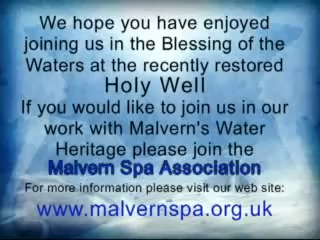 We hope you have enjoyed
joining us in the Blessing of the
Waters at the recently restored
Holy Well
If you would like to join us in our
work with Malvern's Water
Heritage please join the
Malvern Spa Association
For more information please visit our web site:
www.malvernspa.org.uk